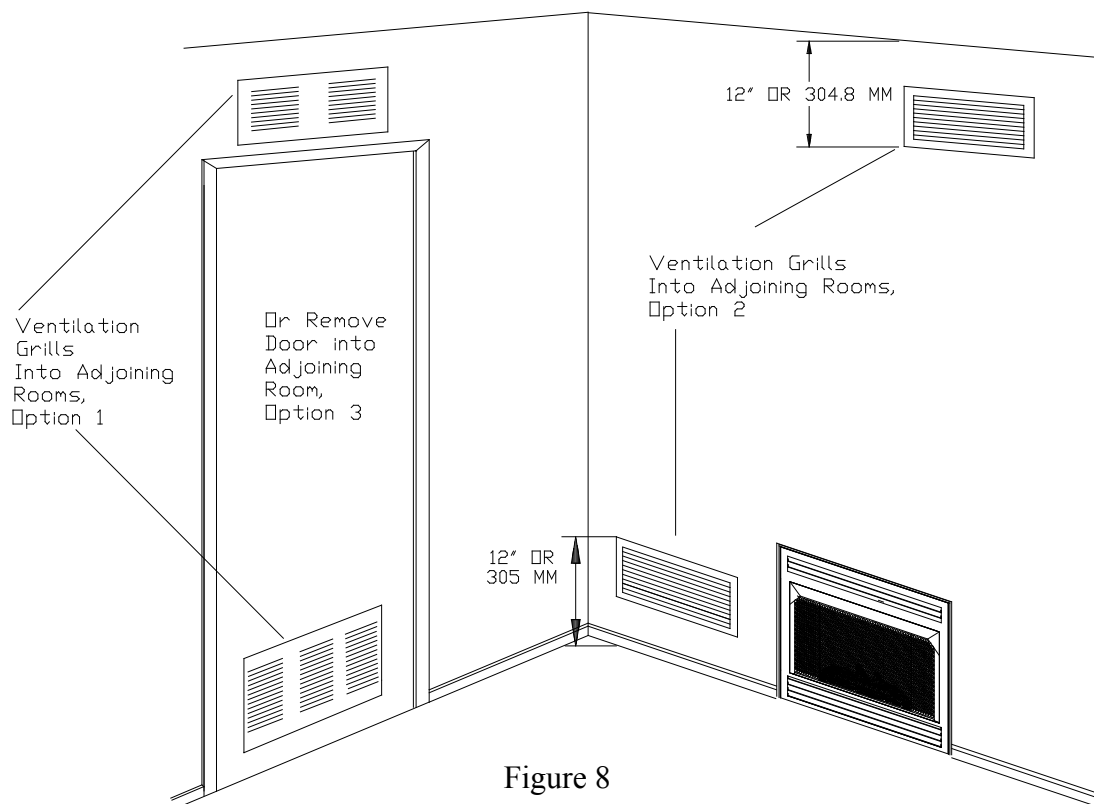 12" OR 304.8 MM
Ventilation Grills
Into Adjoining Rooms,
Option 2
Ventilation
Grills
Into Adjoining
Rooms,
Option 1
Or Remove
Door into
Adjoining
Room,
Option 3
12" OR
305 MM
Figure 8